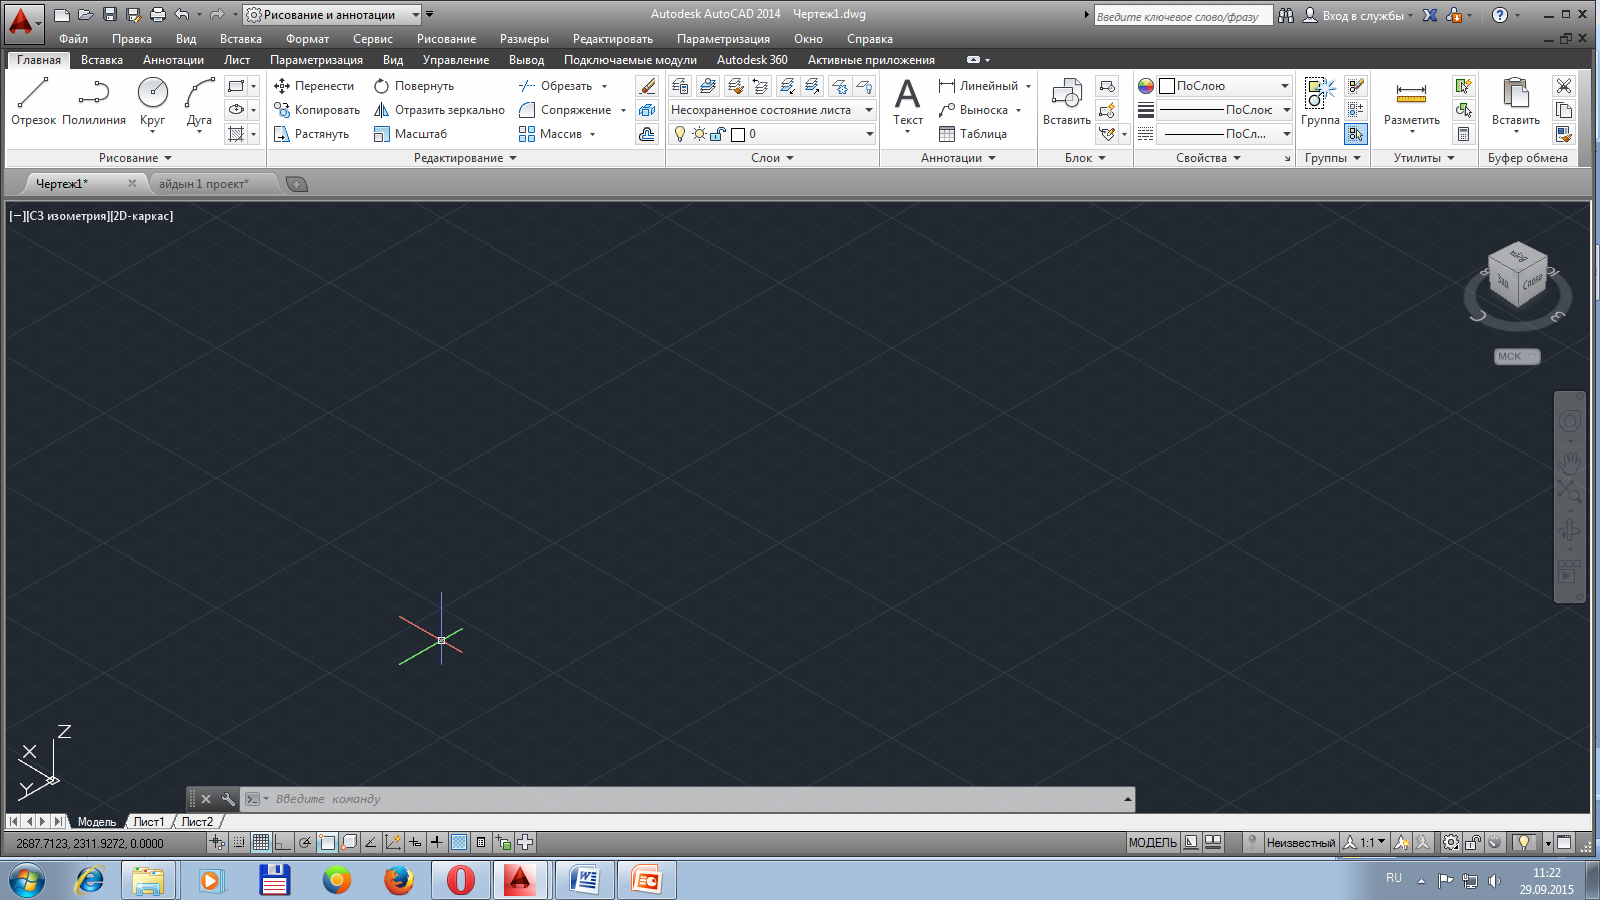 Рисование и аннотации
Autodesk AutoCAD 2014 Чертеж1.dwg
Введите ключевое слово/фразу
Вход в службы
Файл Правка Вид Вставка Формат Сервис Рисование Размеры Редактировать Параметризация Окно Справка
Главная Вставка Аннотации Лист Параметризация Вид Управление Вывод Подключаемые модули Autodesk 360 Активные приложения
Отрезок Полилиния Круг Дуга
Перенести Повернуть Обрезать
Копировать Отразить зеркально Сопряжение
Растянуть Масштаб Массив
Несохраненное состояние листа
0
Текст
Линейный
Выноска
Таблица
Вставить
ПоСлою
ПоСлою
ПоСл...
Группа
Разметить
Вставить
Рисование Редактирование Слои Аннотации Блок Свойства Группы Утилиты Буфер обмена
Чертеж1* айдын 1 проект*
[−][СЗ изометрия][2D-каркас]
Верх
Зад Слева
С З
МСК
Z
X
Y
Введите команду
Модель Лист1 Лист2
2687.7123, 2311.9272, 0.0000
МОДЕЛЬ
Неизвестный
1:1
RU
11:22
29.09.2015